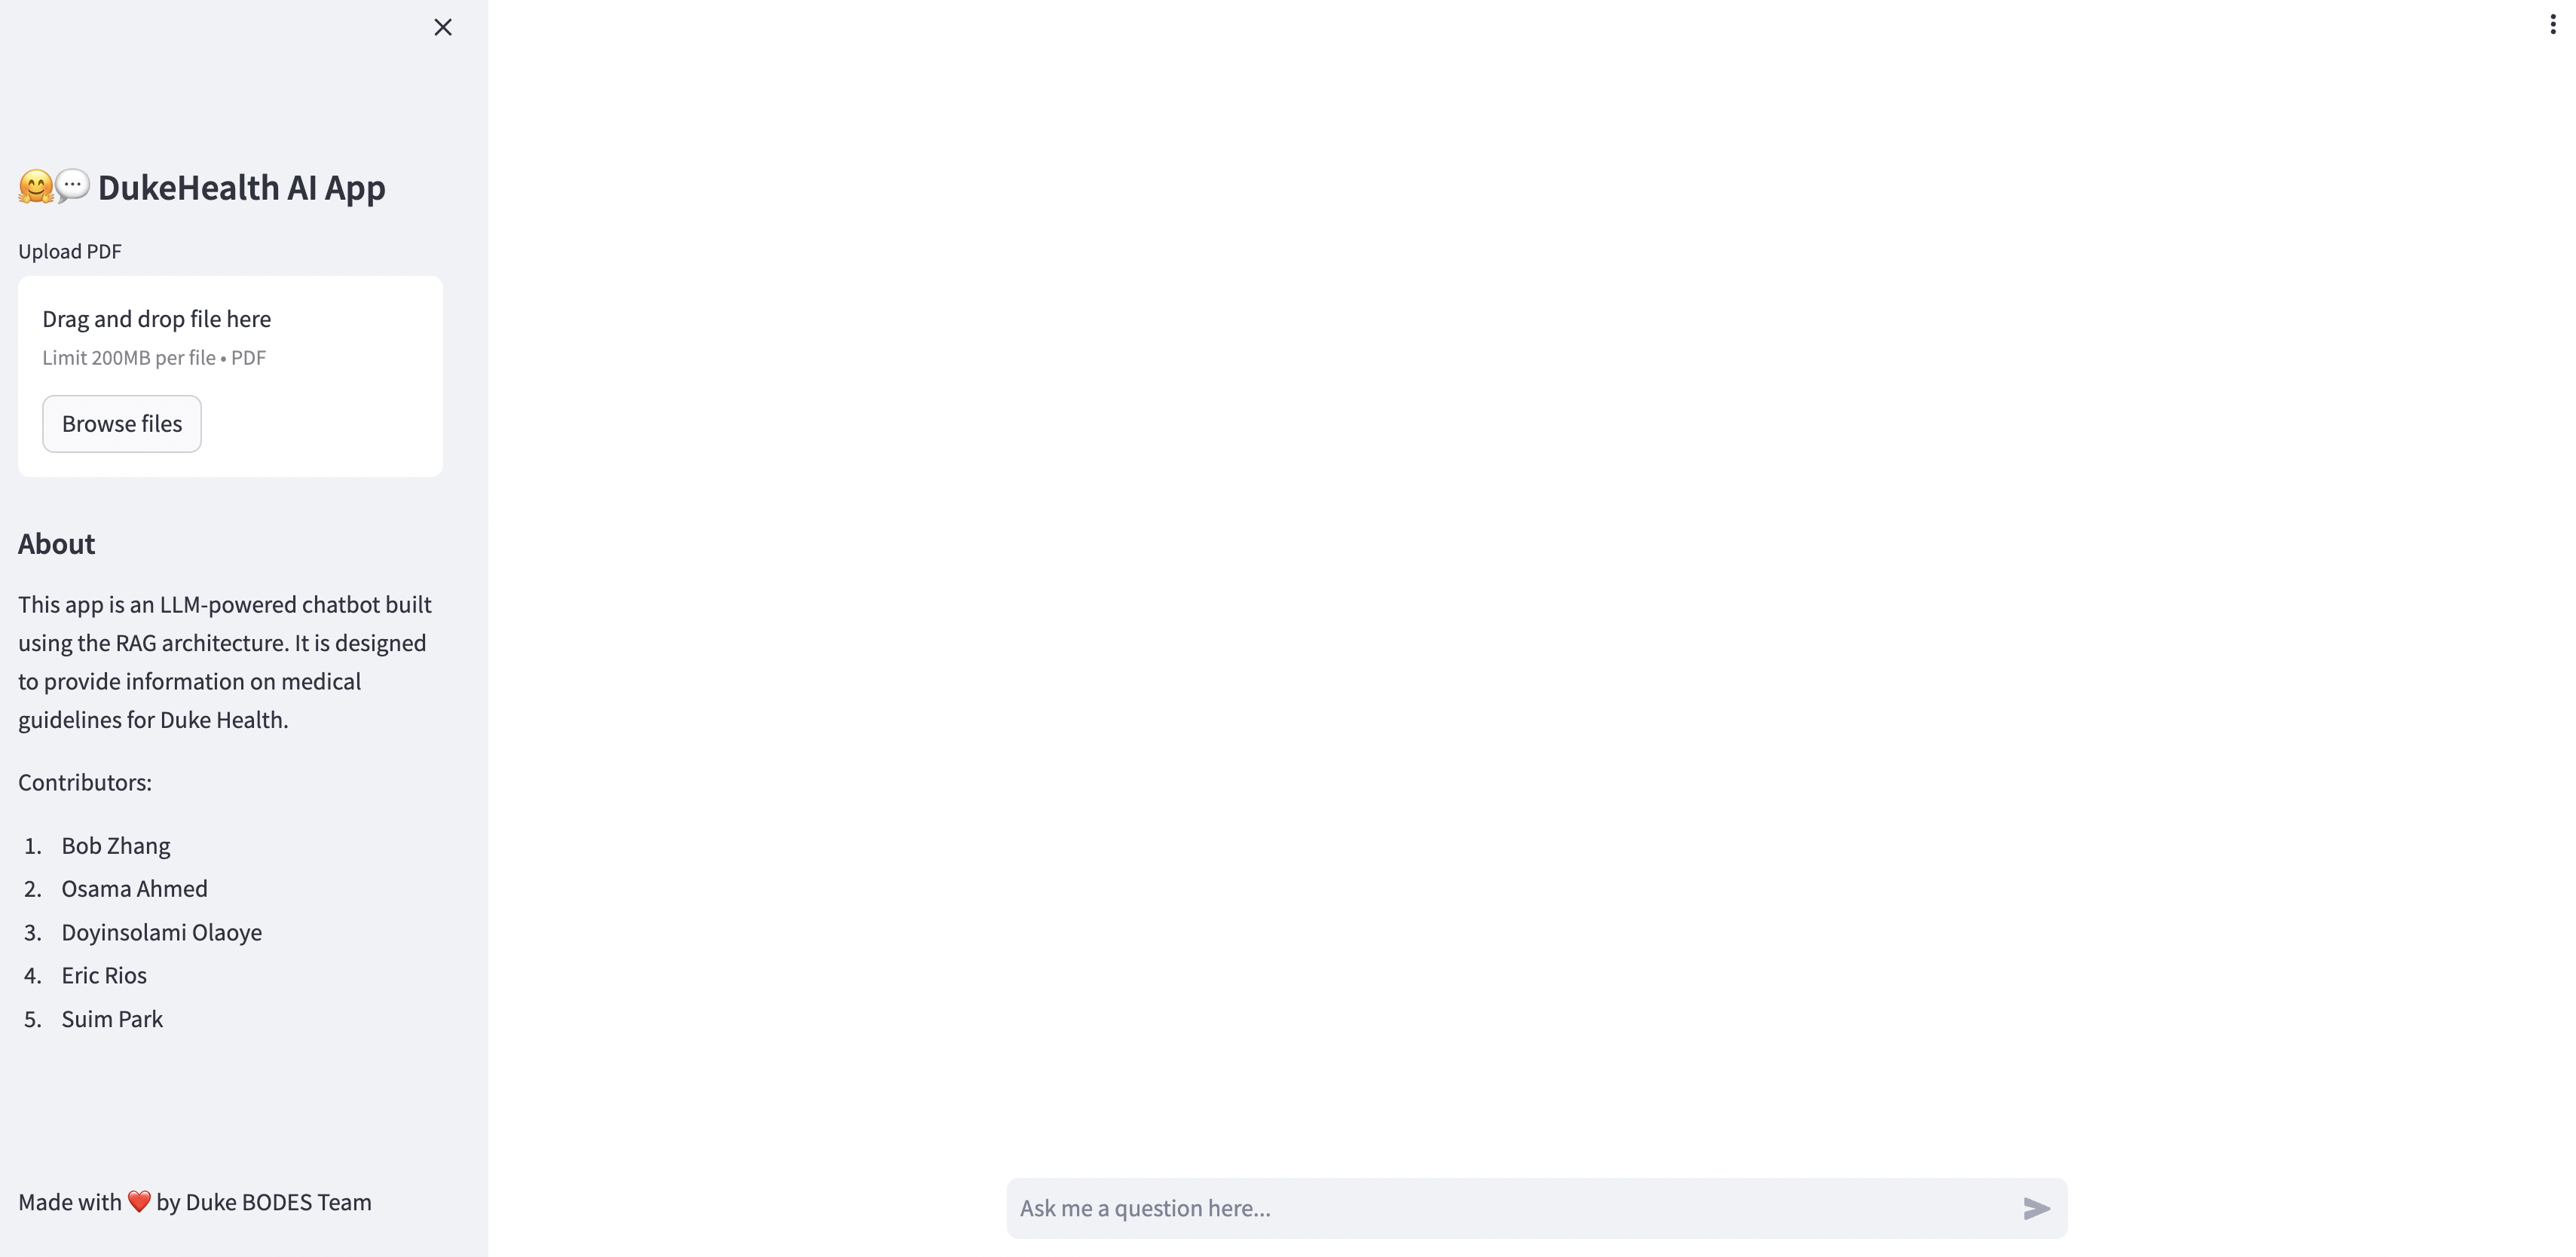 🤗💬 DukeHealth AI App
Upload PDF
Drag and drop file here
Limit 200MB per file • PDF
Browse files
About
This app is an LLM-powered chatbot built
using the RAG architecture. It is designed
to provide information on medical
guidelines for Duke Health.
Contributors:
1. Bob Zhang
2. Osama Ahmed
3. Doyinsolami Olaoye
4. Eric Rios
5. Suim Park
Made with ❤️ by Duke BODES Team
Ask me a question here...